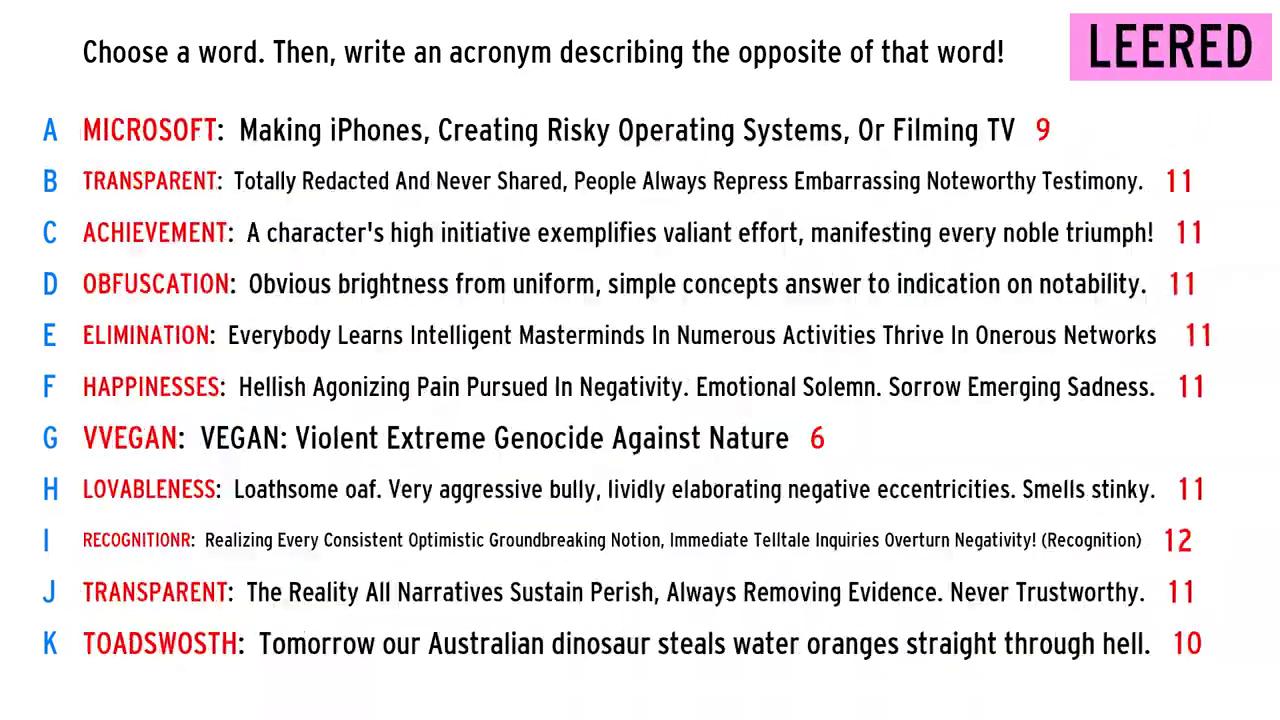 Choose a word. Then, write an acronym describing the opposite of that word!
LEERED
A MICROSOFT: Making iPhones, Creating Risky Operating Systems, Or Filming TV 9
B TRANSPARENT: Totally Redacted And Never Shared, People Always Repress Embarrassing Noteworthy Testimony. 11
C ACHIEVEMENT: A character's high initiative exemplifies valiant effort, manifesting every noble triumph! 11
D OBFUSCATION: Obvious brightness from uniform, simple concepts answer to indication on notability. 11
E ELIMINATION: Everybody Learns Intelligent Masterminds In Numerous Activities Thrive In Onerous Networks 11
F HAPPINESSES: Hellish Agonizing Pain Pursued In Negativity. Emotional Solemn. Sorrow Emerging Sadness. 11
G VVEGAN: VEGAN: Violent Extreme Genocide Against Nature 6
H LOVABLENESS: Loathsome oaf. Very aggressive bully, lividly elaborating negative eccentricities. Smells stinky. 11
I RECOGNITIONR: Realizing Every Consistent Optimistic Groundbreaking Notion, Immediate Telltale Inquiries Overturn Negativity! (Recognition) 12
J TRANSPARENT: The Reality All Narratives Sustain Perish, Always Removing Evidence. Never Trustworthy. 11
K TOADSWOSTH: Tomorrow our Australian dinosaur steals water oranges straight through hell. 10